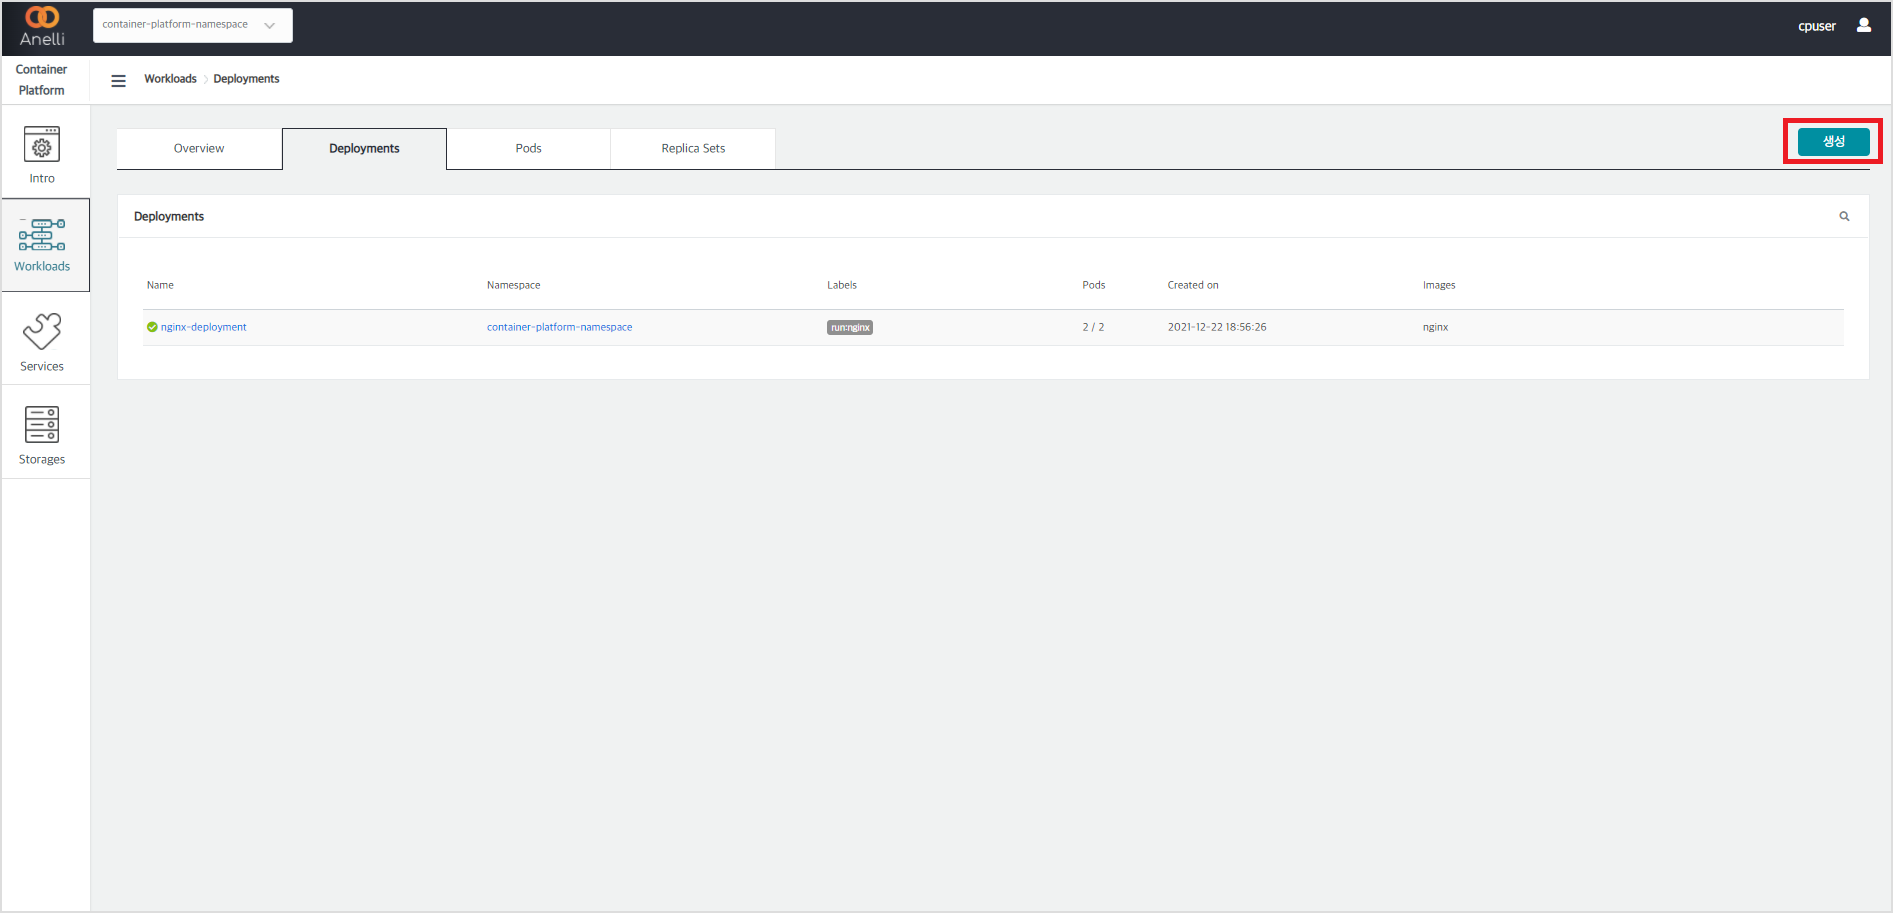 Anelli
container-platform-namespace
cpuser
Container
Platform
Workloads
Deployments
Intro
Workloads
Services
Storages
Overview
Deployments
Pods
Replica Sets
생성
Deployments
Name Namespace Labels Pods Created on Images
nginx-deployment container-platform-namespace run:nginx 2 / 2 2021-12-22 18:56:26 nginx